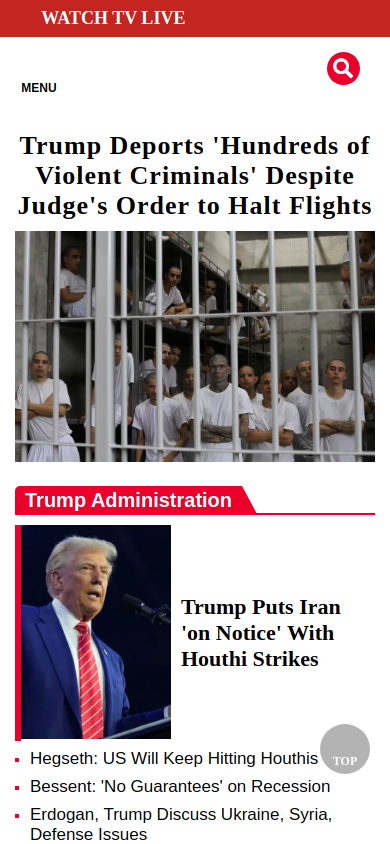 WATCH TV LIVE
MENU
Trump Deports 'Hundreds of
Violent Criminals' Despite
Judge's Order to Halt Flights
Trump Administration
Trump Puts Iran
'on Notice' With
Houthi Strikes
Hegseth: US Will Keep Hitting Houthis
TOP
Bessent: 'No Guarantees' on Recession
Erdogan, Trump Discuss Ukraine, Syria,
Defense Issues